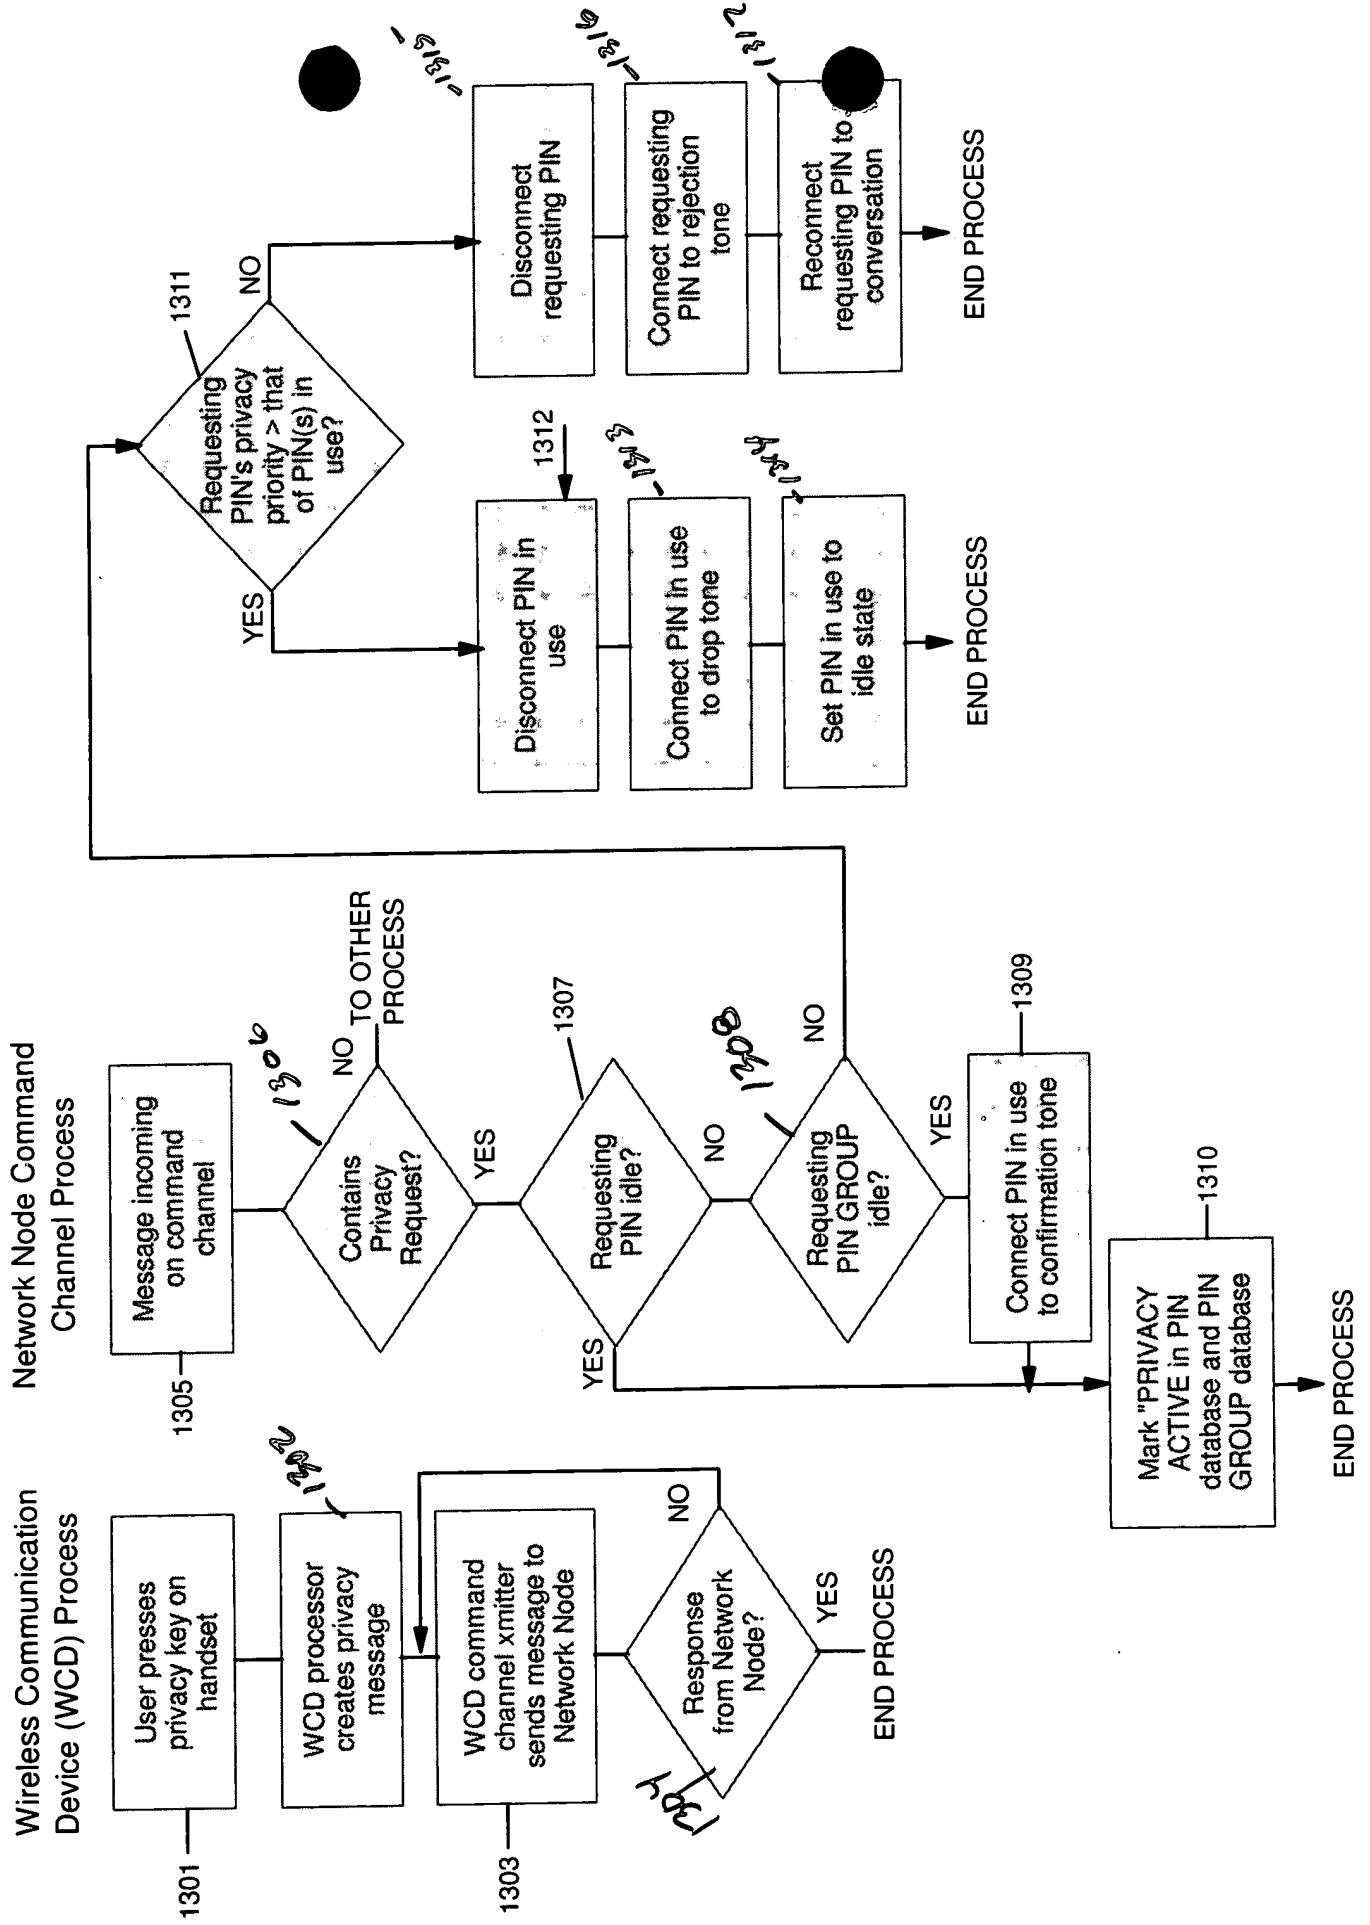 Wireless Communication
Device (WCD) Process
1301
User presses
privacy key on
handset
1302
WCD processor
creates privacy
message
1303
WCD command
channel xmitter
sends message to
Network Node
1304
Response
from Network
Node?
NO
YES
END PROCESS
Network Node Command
Channel Process
1305
Message incoming
on command
channel
1306
Contains
Privacy
Request?
NO
TO OTHER
PROCESS
YES
1307
Requesting
PIN idle?
YES
NO
1308
Requesting
PIN GROUP
idle?
NO
YES
1309
Connect PIN in use
to confirmation tone
1310
Mark "PRIVACY
ACTIVE in PIN
database and PIN
GROUP database
END PROCESS
1311
Requesting
PIN's privacy
priority > that
of PIN(s) in
use?
YES
NO
Disconnect PIN in
use
1312
Connect PIN in use
to drop tone
1313
Set PIN in use to
idle state
END PROCESS
Disconnect
requesting PIN
Connect requesting
PIN to rejection
tone
1316
Reconnect
requesting PIN to
conversation
END PROCESS